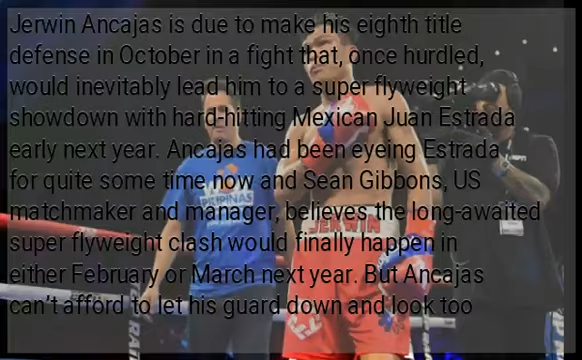 Jerwin Ancajas is due to make his eighth title
defense in October in a fight that, once hurdled,
would inevitably lead him to a super flyweight
showdown with hard-hitting Mexican Juan Estrada
early next year. Ancajas had been eyeing Estrada
for quite some time now and Sean Gibbons, US
matchmaker and manager, believes the long-awaited
super flyweight clash would finally happen in
either February or March next year. But Ancajas
can't afford to let his guard down and look too
PILIPINAS
JERWIN